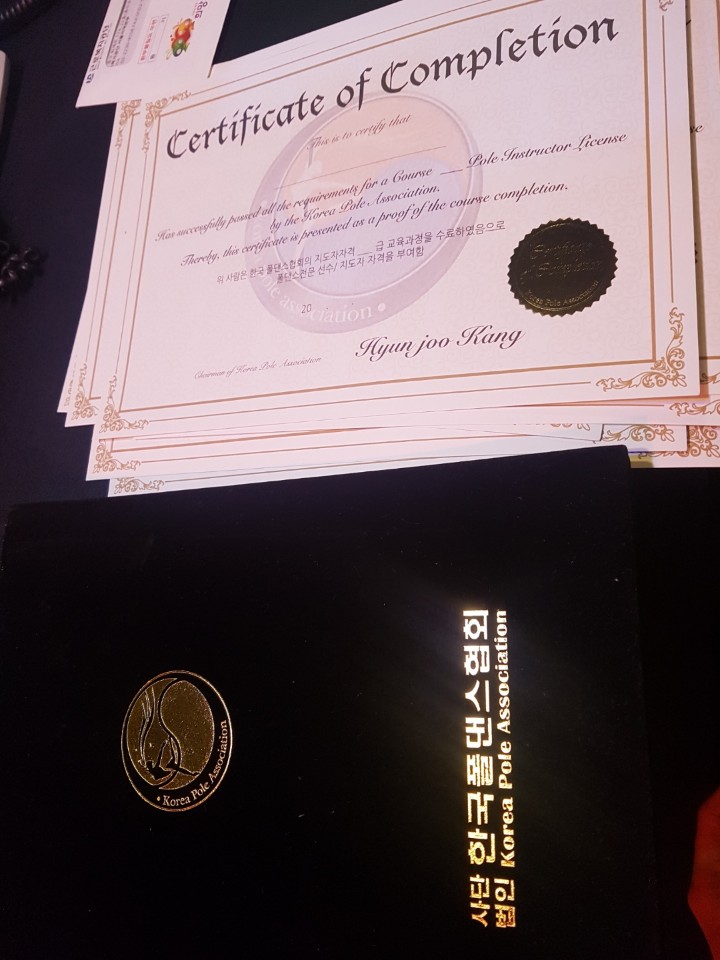 Certificate of Completion
This is to certify that
Has successfully passed all the requirements for a Course ___ Pole Instructor License
by the Korea Pole Association.
Thereby, this certificate is presented as a proof of the course completion.
위 사람은 한국 폴댄스협회의 지도자자격 ___ 급 교육과정을 수료하였음으로
폴댄스전문 선수/ 지도자 자격을 부여함
20
ole association
Certificate
of Completion
Korea Pole Association
Hyun joo Kang
Chairman of Korea Pole Association
Korea Pole Association
사단법인 한국폴댄스협회
Korea Pole Association